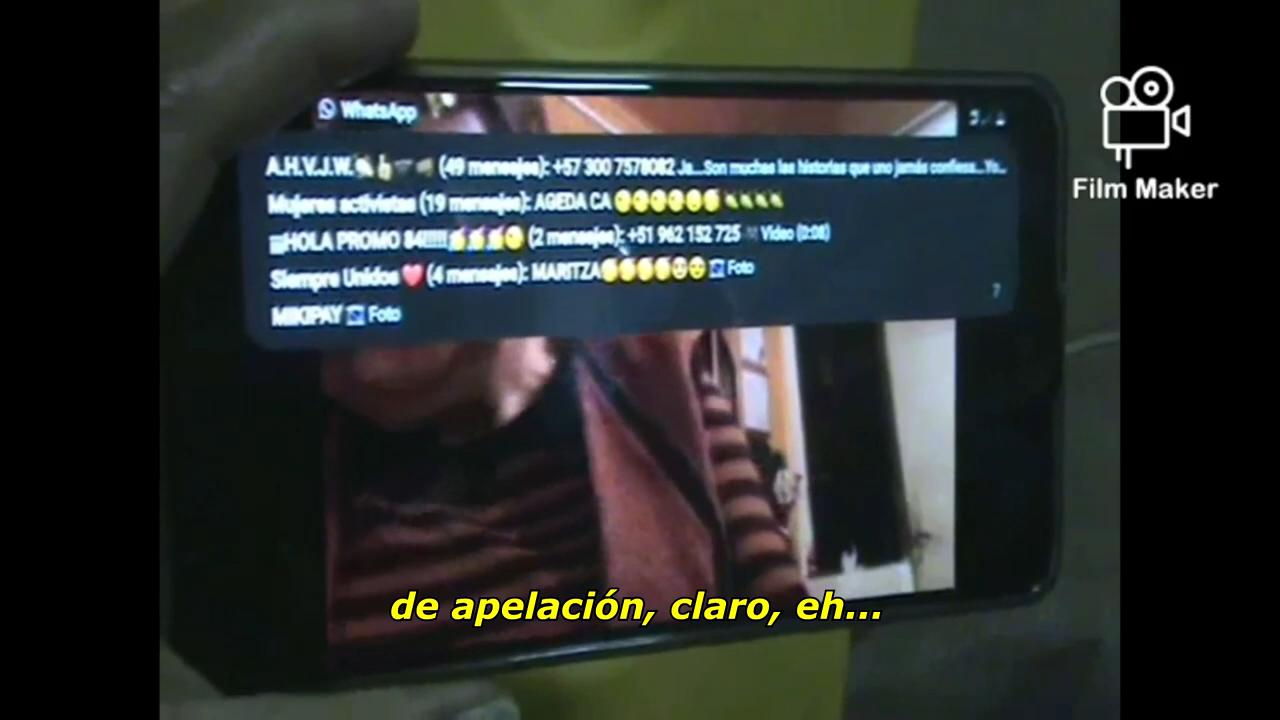 WhatsApp
A.H.V.J.W. (49 mensajes): +57 300 7578082 Ja...Son muchas las historias que uno jamás confiesa...Yo...
Mujeres activistas (19 mensajes): AGEDA CA
HOLA PROMO 84!!!!! (2 mensajes): +51 962 152 725 Video (0:08)
Siempre Unidos ❤️ (4 mensajes): MARITZA Foto
MIKIPAY Foto
7
Film Maker
de apelación, claro, eh...